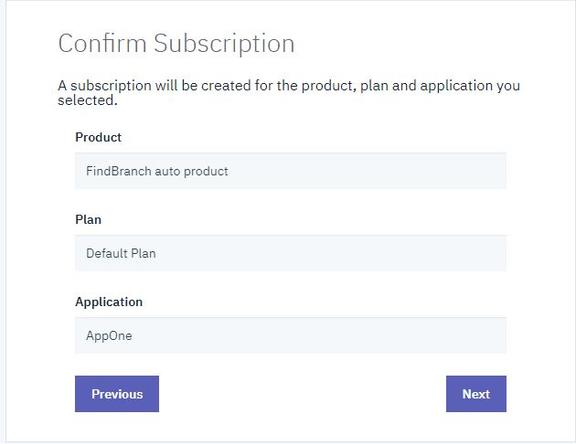 Confirm Subscription
A subscription will be created for the product, plan and application you
selected.
Product
FindBranch auto product
Plan
Default Plan
Application
AppOne
Previous
Next